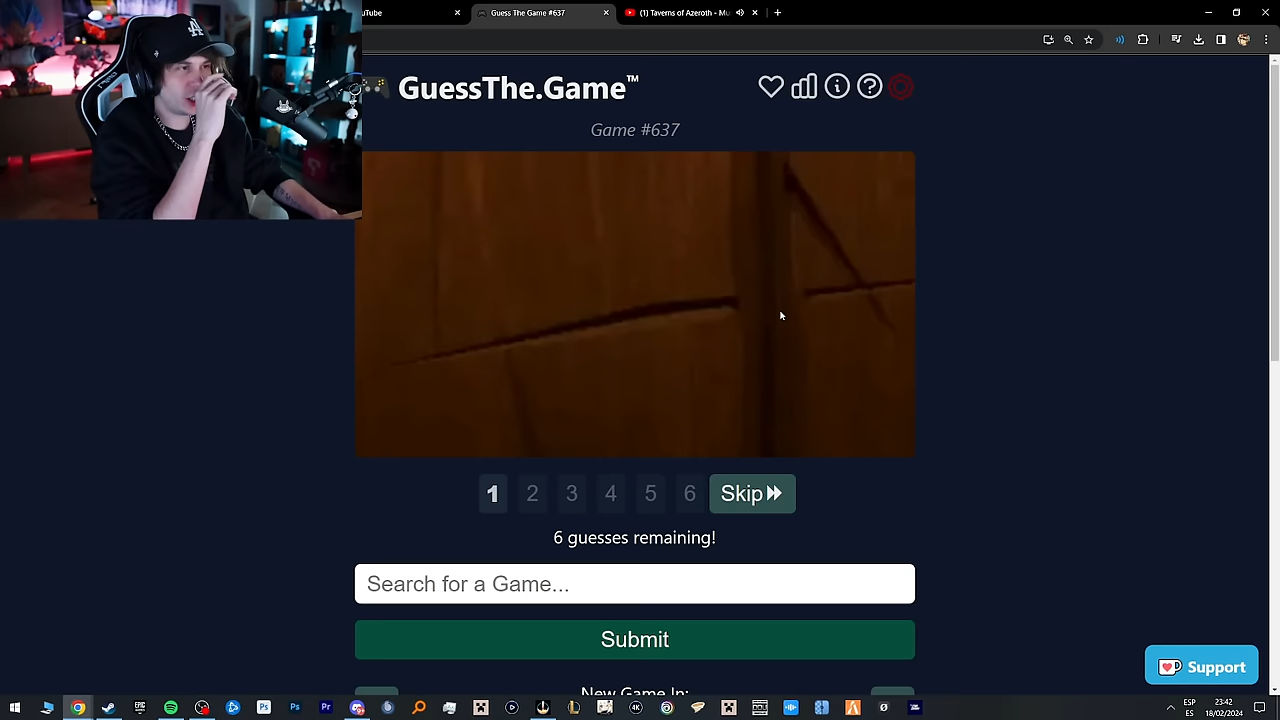 uTube
Guess The Game #637
(1) Taverns of Azeroth - Mu
GuessThe.Game™
Game #637
1 2 3 4 5 6 Skip
6 guesses remaining!
Search for a Game...
Submit
New Game In:
Support
ESP
ES
23:42
18/02/2024